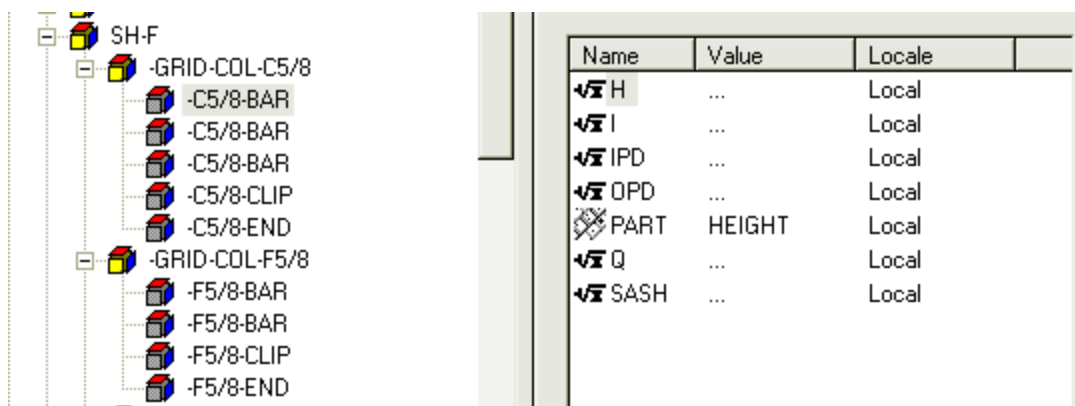 SH-F
-GRID-COL-C5/8
-C5/8-BAR
-C5/8-BAR
-C5/8-BAR
-C5/8-CLIP
-C5/8-END
-GRID-COL-F5/8
-F5/8-BAR
-F5/8-BAR
-F5/8-CLIP
-F5/8-END
Name Value Locale
H ... Local
I ... Local
IPD ... Local
OPD ... Local
PART HEIGHT Local
Q ... Local
SASH ... Local